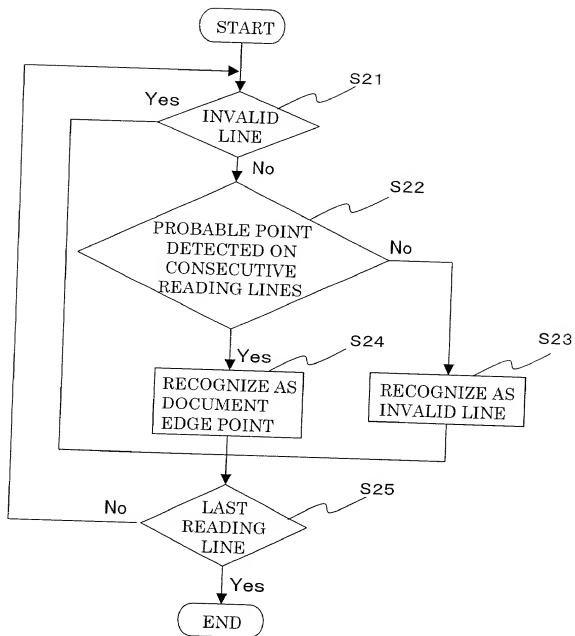 START
S21
Yes
INVALID
LINE
No
S22
PROBABLE POINT
DETECTED ON
CONSECUTIVE
READING LINES
No
Yes
S24
S23
RECOGNIZE AS
DOCUMENT
EDGE POINT
RECOGNIZE AS
INVALID LINE
S25
No
LAST
READING
LINE
Yes
END